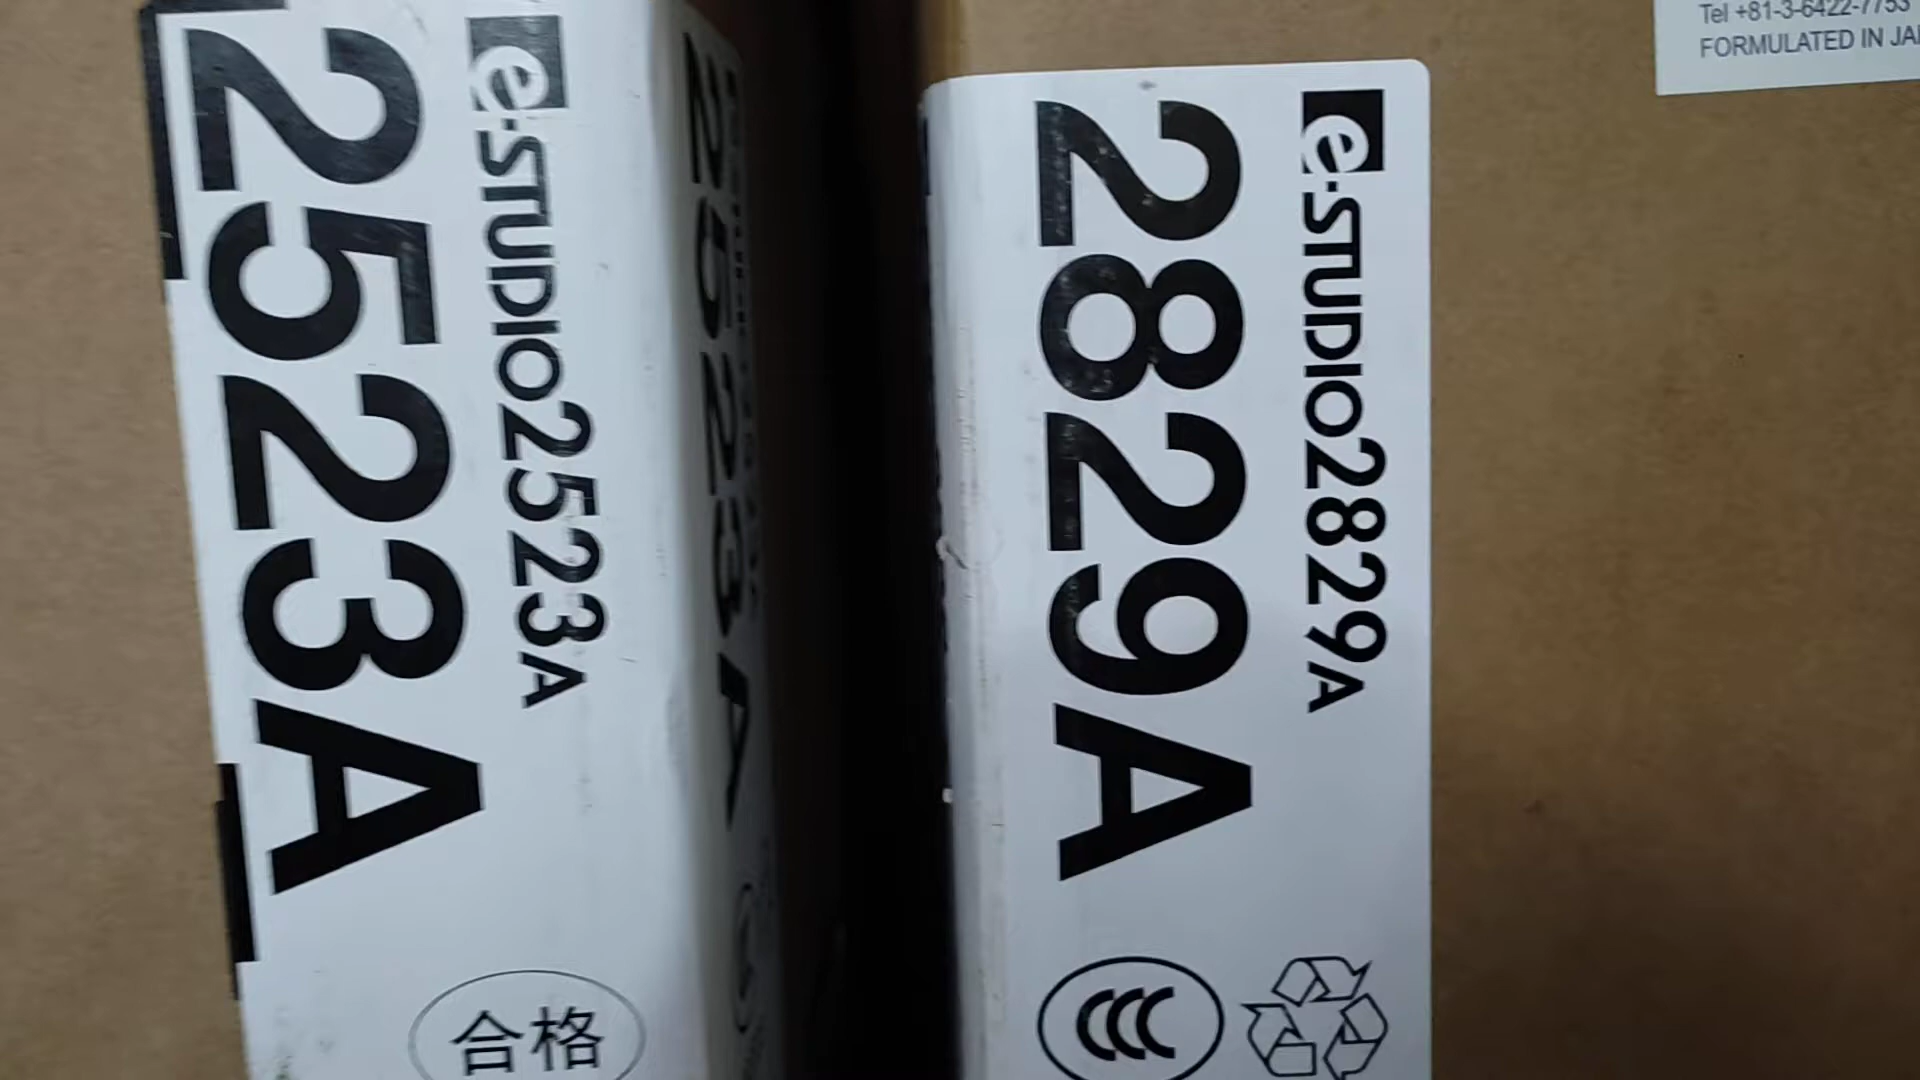 e-STUDIO2523A
2523A
2523A
合格
e-STUDIO2829A
2829A
CCC
Tel +81-3-6422-7753
FORMULATED IN JA